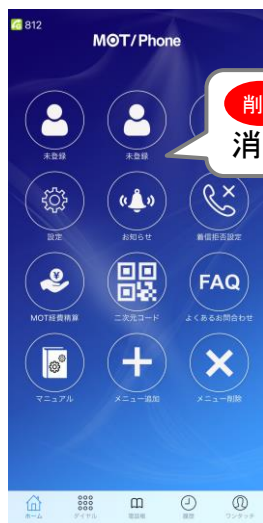 812
MOT/Phone
削
消
未登録
未登録
設定
お知らせ
着信拒否設定
FAQ
MOT経費精算
二次元コード
よくあるお問合わせ
マニュアル
メニュー追加
メニュー削除
ホーム
ダイヤル
電話帳
履歴
ワンタッチ